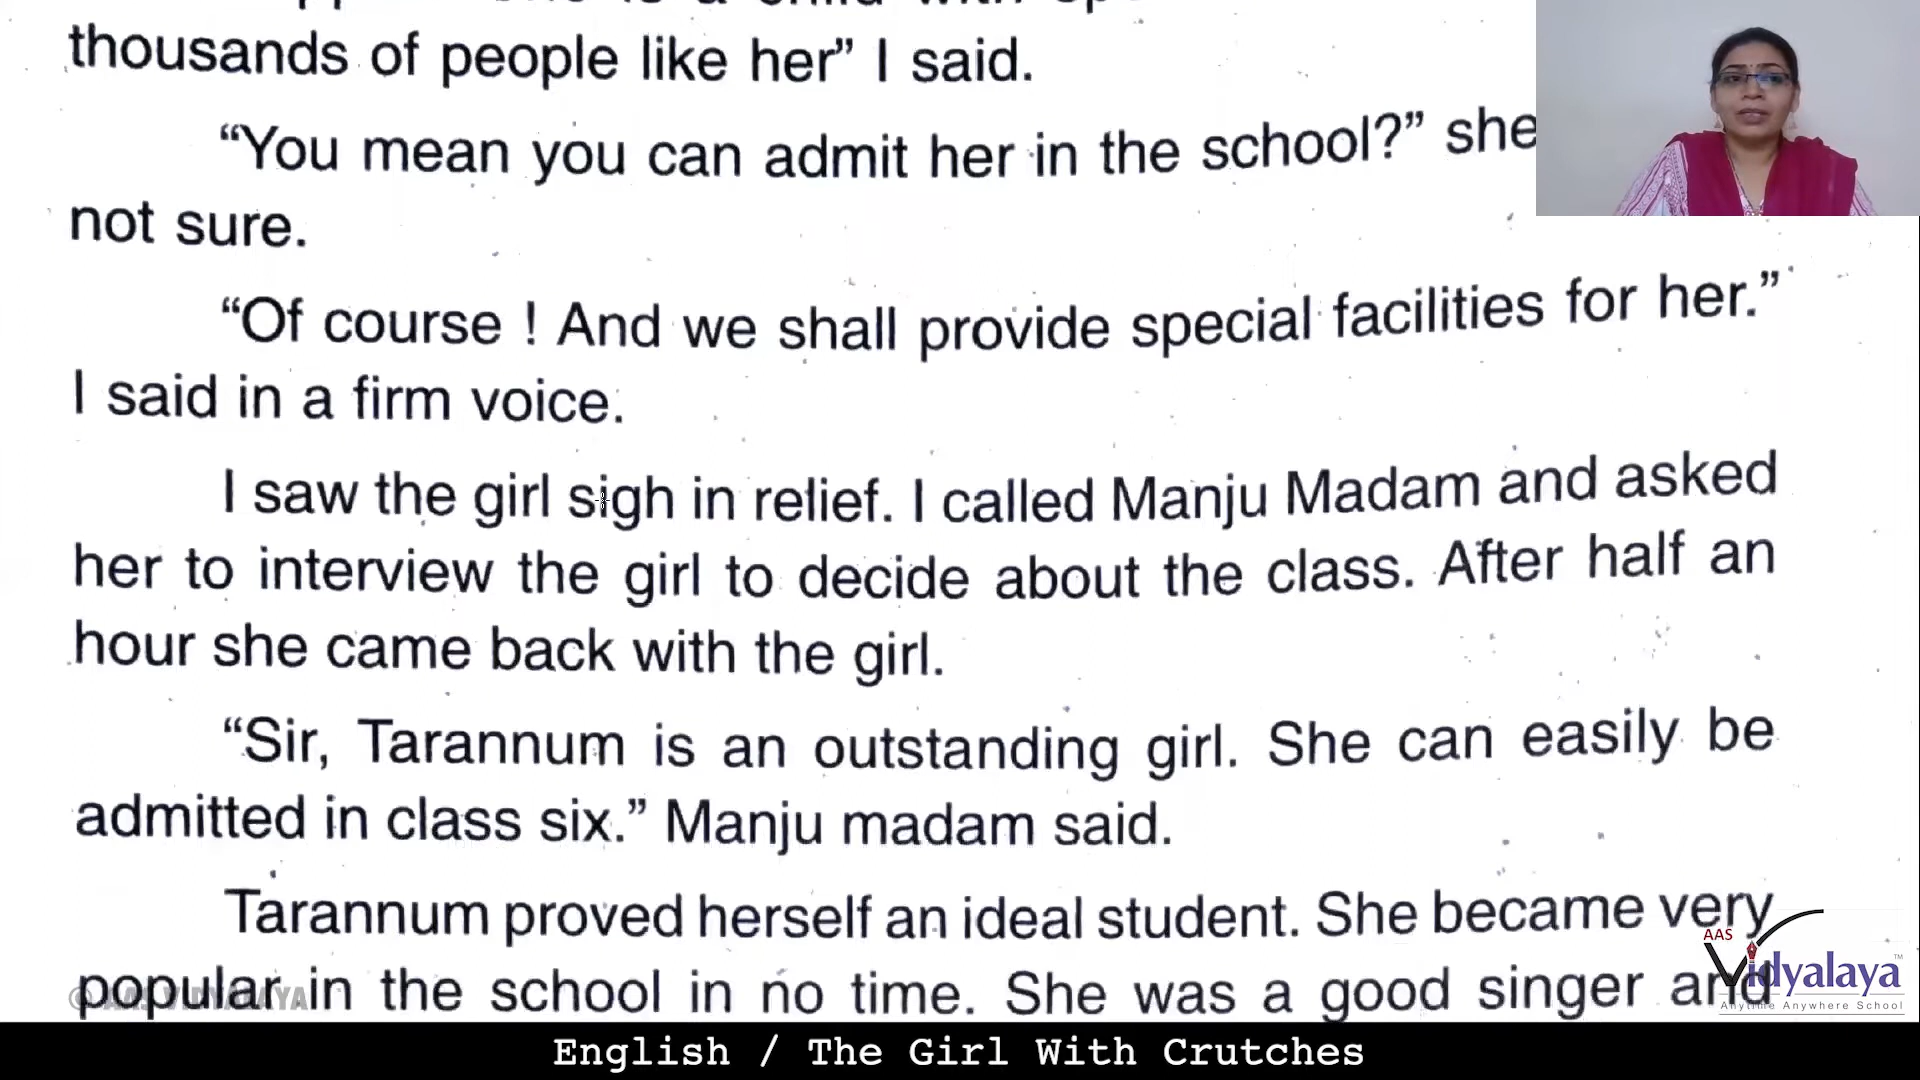 thousands of people like her” I said.
“You mean you can admit her in the school?” she
not sure.
“Of course ! And we shall provide special facilities for her.”
I said in a firm voice.
I saw the girl sigh in relief. I called Manju Madam and asked
her to interview the girl to decide about the class. After half an
hour she came back with the girl.
“Sir, Tarannum is an outstanding girl. She can easily be
admitted in class six.” Manju madam said.
Tarannum proved herself an ideal student. She became very
popular in the school in no time. She was a good singer and
© AAS VIDYALAYA
AAS
Vidyalaya™
Anytime Anywhere School
English / The Girl With Crutches